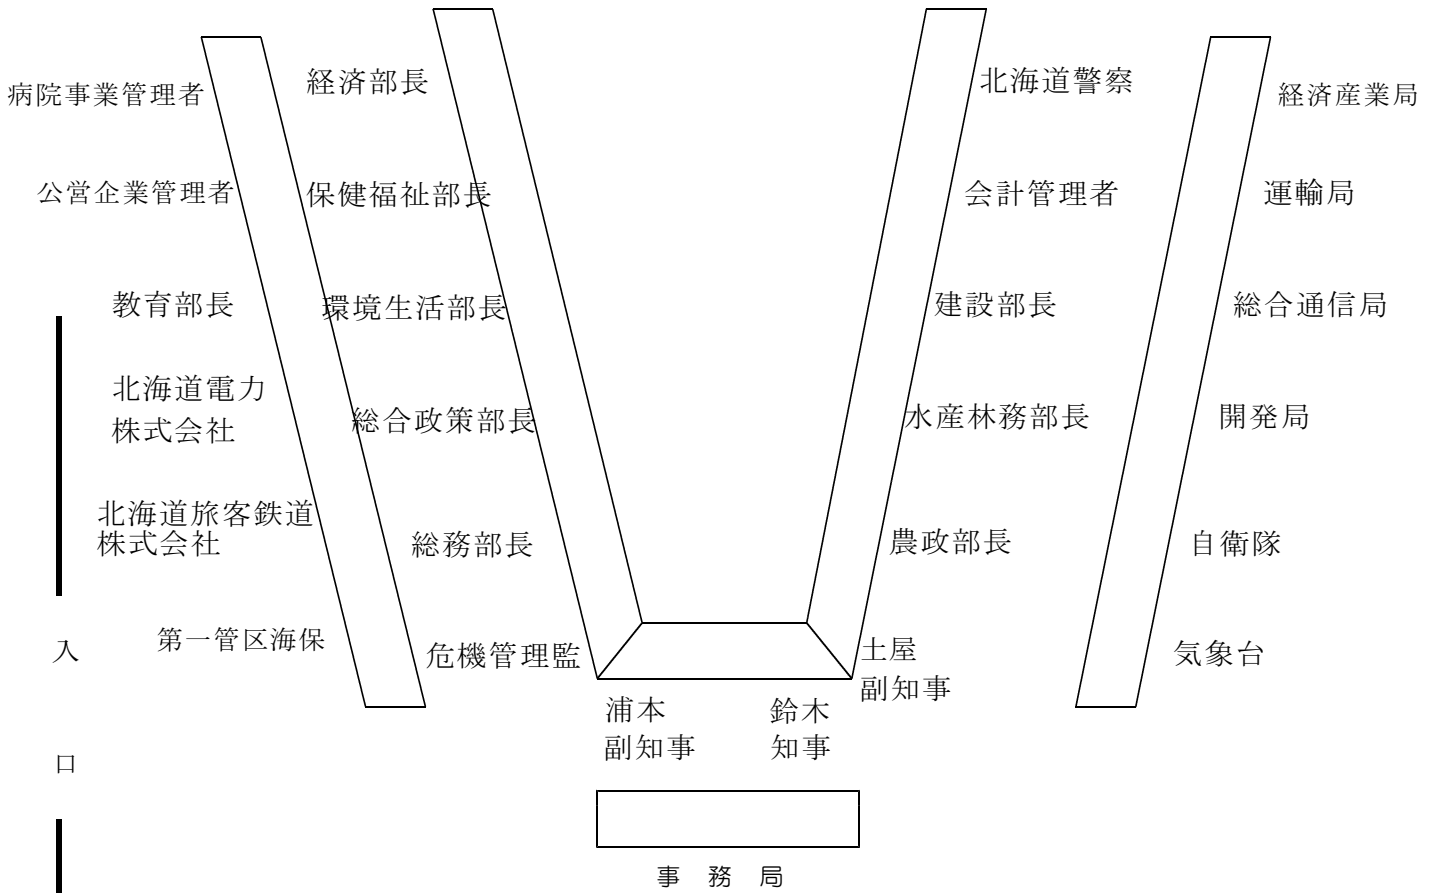 病院事業管理者
公営企業管理者
教育部長
北海道電力
株式会社
北海道旅客鉄道
株式会社
第一管区海保
経済部長
保健福祉部長
環境生活部長
総合政策部長
総務部長
危機管理監
浦本
副知事
鈴木
知事
土屋
副知事
北海道警察
会計管理者
建設部長
水産林務部長
農政部長
経済産業局
運輸局
総合通信局
開発局
自衛隊
気象台
入
口
事 務 局